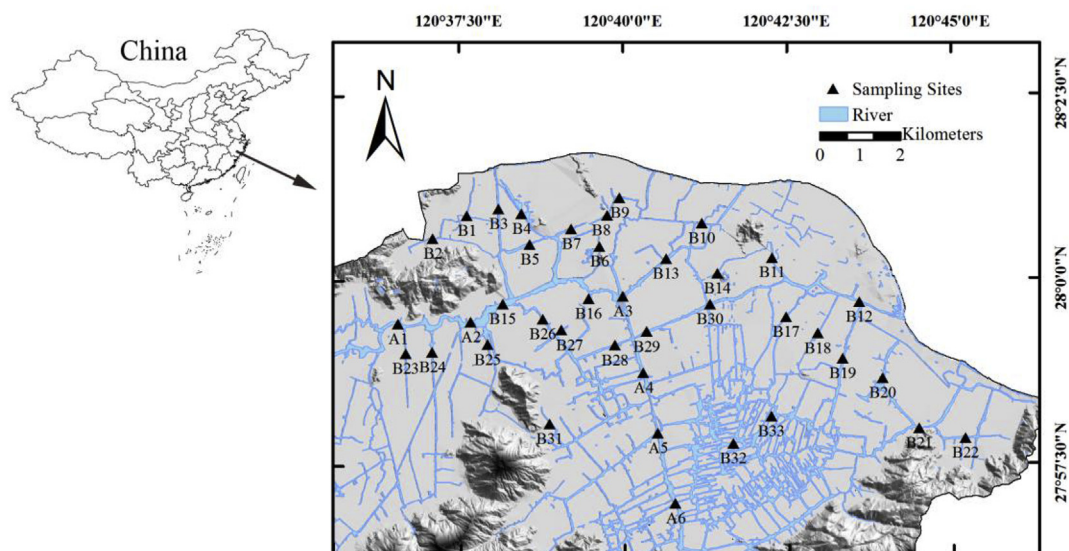 120°37'30"E 120°40'0"E 120°42'30"E 120°45'0"E
China
N
Sampling Sites
River
Kilometers
0 1 2
28°2'30"N
28°0'0"N
27°57'30"N
B9
B3
B1
B4
B8
B7
B10
B2
B5
B6
B13
B11
B14
B15
B16
A3
B30
B12
A1
A2
B26
B27
B17
B18
B29
B28
B25
B23
B24
B19
A4
B20
B31
B33
A5
B32
B21
B22
A6